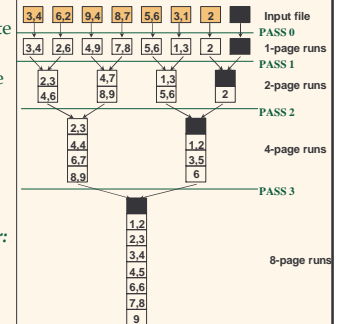 3,4 6,2 9,4 8,7 5,6 3,1 2 Input file
te
PASS 0
3,4 2,6 4,9 7,8 5,6 1,3 2 1-page runs
PASS 1
e
2,3 4,7 1,3 2-page runs
4,6 8,9 5,6 2
PASS 2
2,3
4,4 1,2 4-page runs
6,7 3,5
8,9 6
PASS 3
1,2
2,3
r:
3,4
4,5 8-page runs
6,6
7,8
9